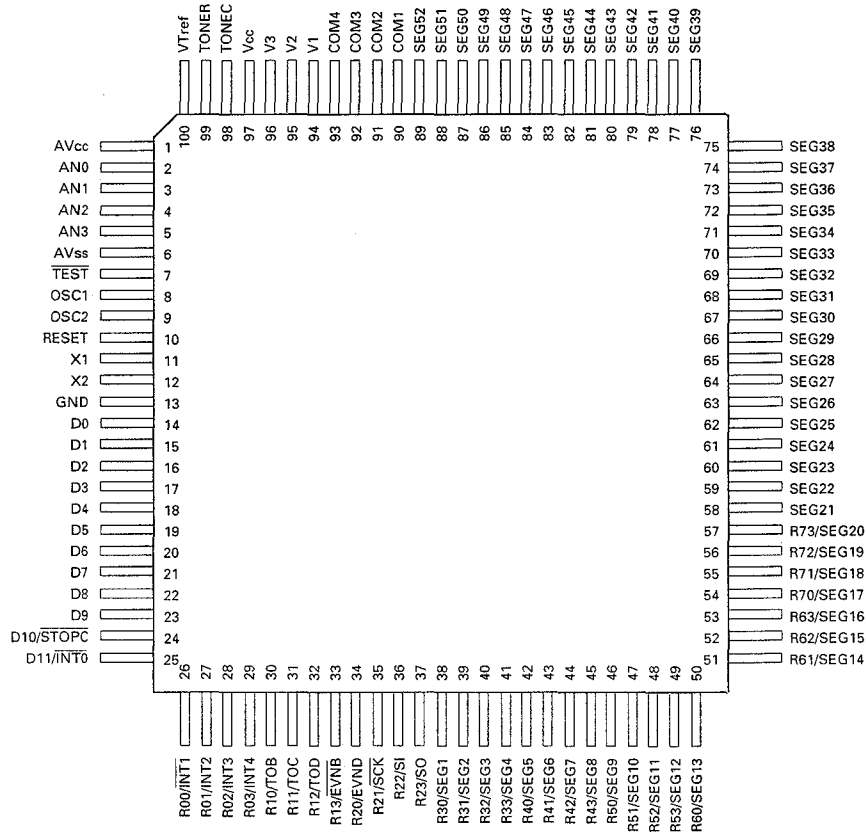 VTref
TONER
TONEC
Vcc
V3
V2
V1
COM4
COM3
COM2
COM1
SEG52
SEG51
SEG50
SEG49
SEG48
SEG47
SEG46
SEG45
SEG44
SEG43
SEG42
SEG41
SEG40
SEG39
100 99 98 97 96 95 94 93 92 91 90 89 88 87 86 85 84 83 82 81 80 79 78 77 76
AVcc 1
AN0 2
AN1 3
AN2 4
AN3 5
AVss 6
TEST 7
OSC1 8
OSC2 9
RESET 10
X1 11
X2 12
GND 13
D0 14
D1 15
D2 16
D3 17
D4 18
D5 19
D6 20
D7 21
D8 22
D9 23
D10/STOPC 24
D11/INT0 25
75 SEG38
74 SEG37
73 SEG36
72 SEG35
71 SEG34
70 SEG33
69 SEG32
68 SEG31
67 SEG30
66 SEG29
65 SEG28
64 SEG27
63 SEG26
62 SEG25
61 SEG24
60 SEG23
59 SEG22
58 SEG21
57 R73/SEG20
56 R72/SEG19
55 R71/SEG18
54 R70/SEG17
53 R63/SEG16
52 R62/SEG15
51 R61/SEG14
26 27 28 29 30 31 32 33 34 35 36 37 38 39 40 41 42 43 44 45 46 47 48 49 50
R00/INT1
R01/INT2
R02/INT3
R03/INT4
R10/TOB
R11/TOC
R12/TOD
R13/EVNB
R20/EVND
R21/SCK
R22/SI
R23/SO
R30/SEG1
R31/SEG2
R32/SEG3
R33/SEG4
R40/SEG5
R41/SEG6
R42/SEG7
R43/SEG8
R50/SEG9
R51/SEG10
R52/SEG11
R53/SEG12
R60/SEG13